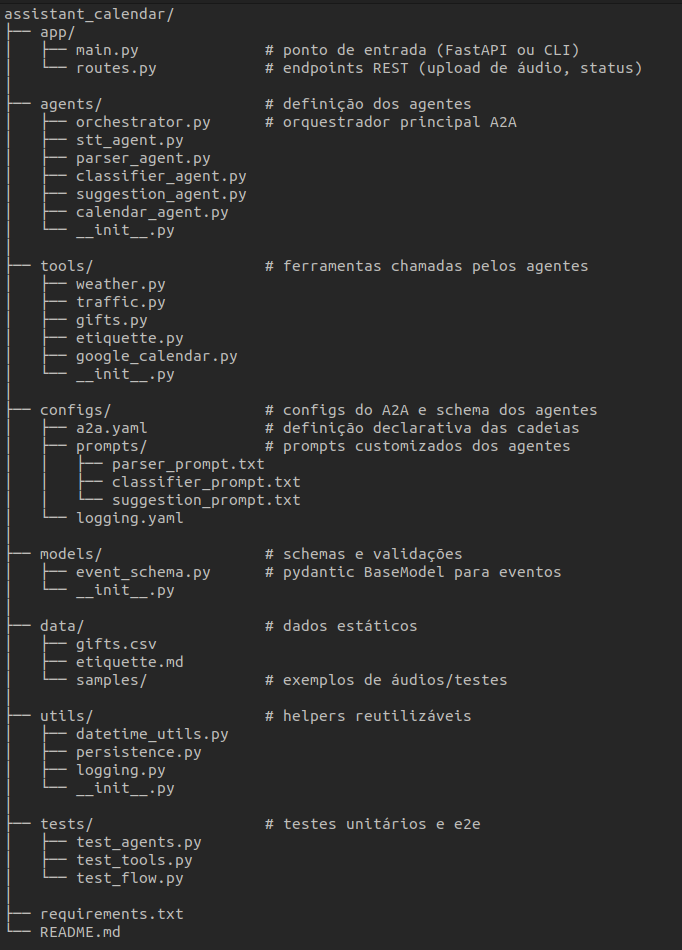 assistant_calendar/
├── app/
│   ├── main.py              # ponto de entrada (FastAPI ou CLI)
│   └── routes.py            # endpoints REST (upload de áudio, status)
│
├── agents/                  # definição dos agentes
│   ├── orchestrator.py      # orquestrador principal A2A
│   ├── stt_agent.py
│   ├── parser_agent.py
│   ├── classifier_agent.py
│   ├── suggestion_agent.py
│   ├── calendar_agent.py
│   └── __init__.py
│
├── tools/                   # ferramentas chamadas pelos agentes
│   ├── weather.py
│   ├── traffic.py
│   ├── gifts.py
│   ├── etiquette.py
│   ├── google_calendar.py
│   └── __init__.py
│
├── configs/                 # configs do A2A e schema dos agentes
│   ├── a2a.yaml             # definição declarativa das cadeias
│   ├── prompts/             # prompts customizados dos agentes
│   │   ├── parser_prompt.txt
│   │   ├── classifier_prompt.txt
│   │   └── suggestion_prompt.txt
│   └── logging.yaml
│
├── models/                  # schemas e validações
│   ├── event_schema.py      # pydantic BaseModel para eventos
│   └── __init__.py
│
├── data/                    # dados estáticos
│   ├── gifts.csv
│   ├── etiquette.md
│   └── samples/             # exemplos de áudios/testes
│
├── utils/                   # helpers reutilizáveis
│   ├── datetime_utils.py
│   ├── persistence.py
│   ├── logging.py
│   └── __init__.py
│
├── tests/                   # testes unitários e e2e
│   ├── test_agents.py
│   ├── test_tools.py
│   └── test_flow.py
│
├── requirements.txt
└── README.md